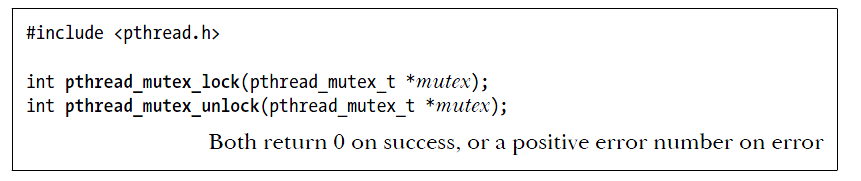 #include <pthread.h>
int pthread_mutex_lock(pthread_mutex_t *mutex);
int pthread_mutex_unlock(pthread_mutex_t *mutex);
Both return 0 on success, or a positive error number on error